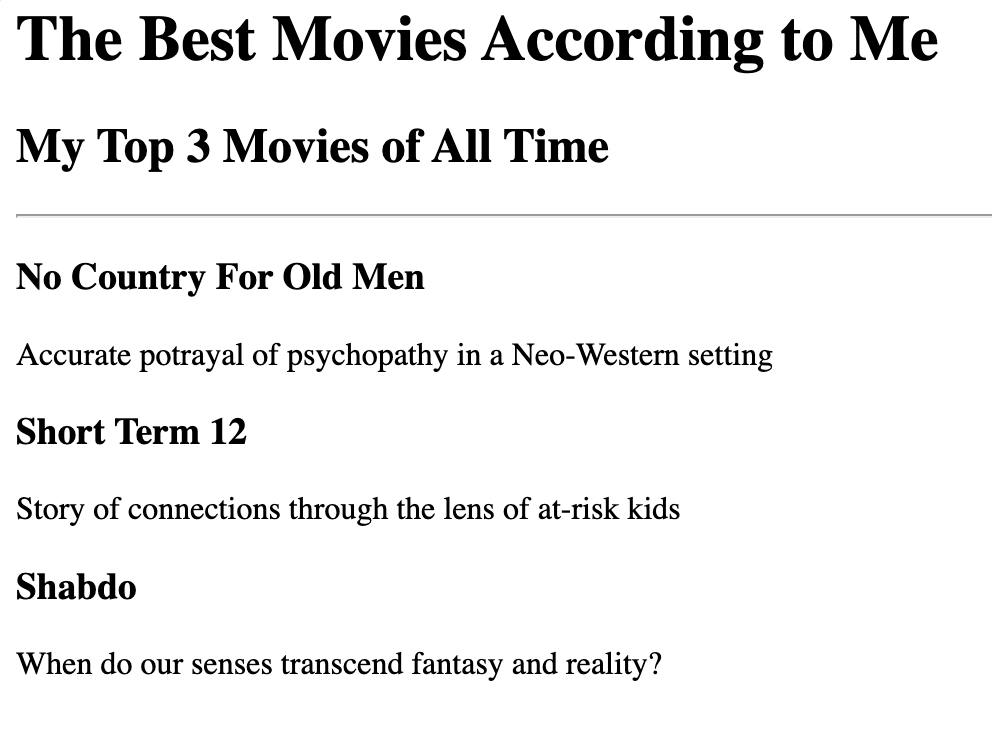 The Best Movies According to Me
My Top 3 Movies of All Time
No Country For Old Men
Accurate potrayal of psychopathy in a Neo-Western setting
Short Term 12
Story of connections through the lens of at-risk kids
Shabdo
When do our senses transcend fantasy and reality?